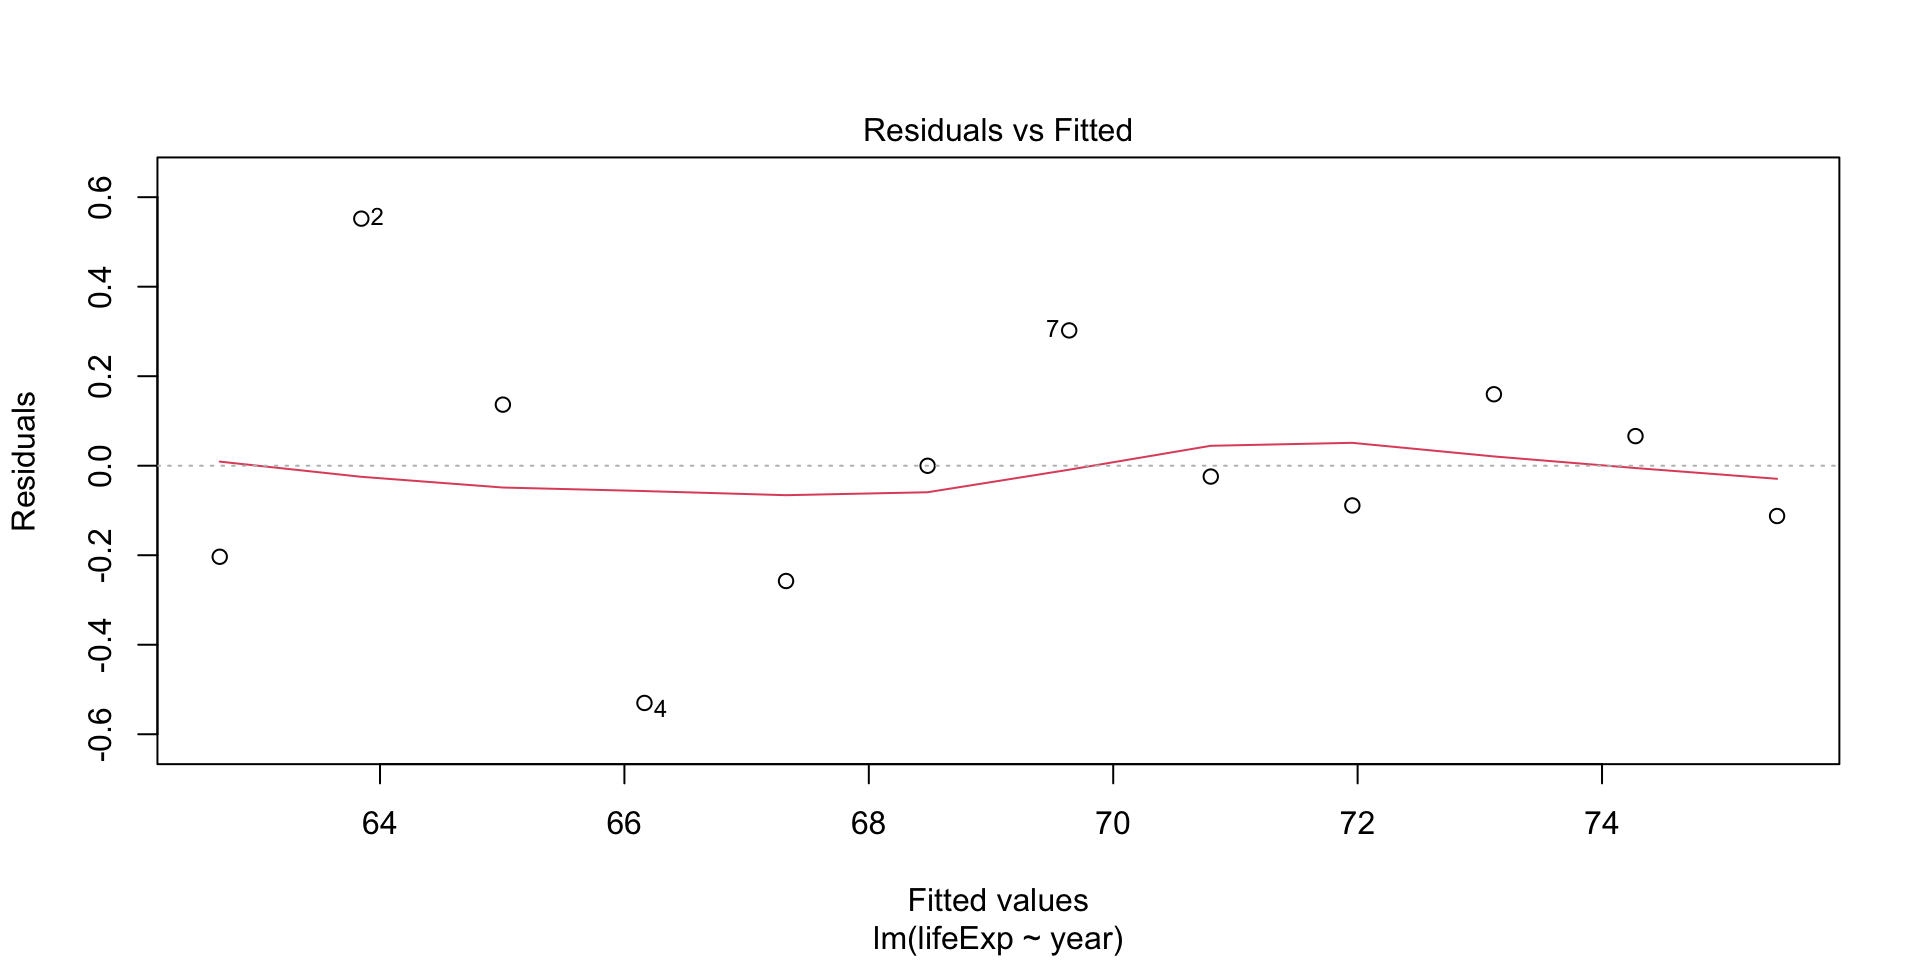 Residuals vs Fitted
Residuals
0.6
0.4
0.2
0.0
-0.2
-0.4
-0.6
2
7
4
64 66 68 70 72 74
Fitted values
lm(lifeExp ~ year)